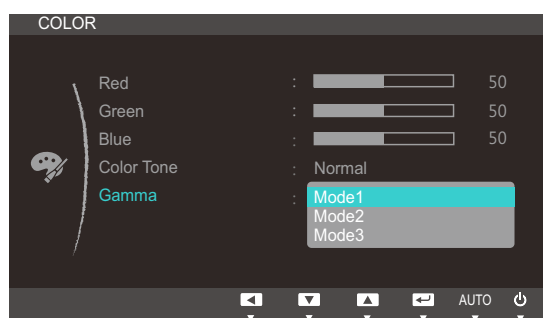 COLOR
Red : 50
Green : 50
Blue : 50
Color Tone : Normal
Gamma : Mode1
Mode2
Mode3
AUTO